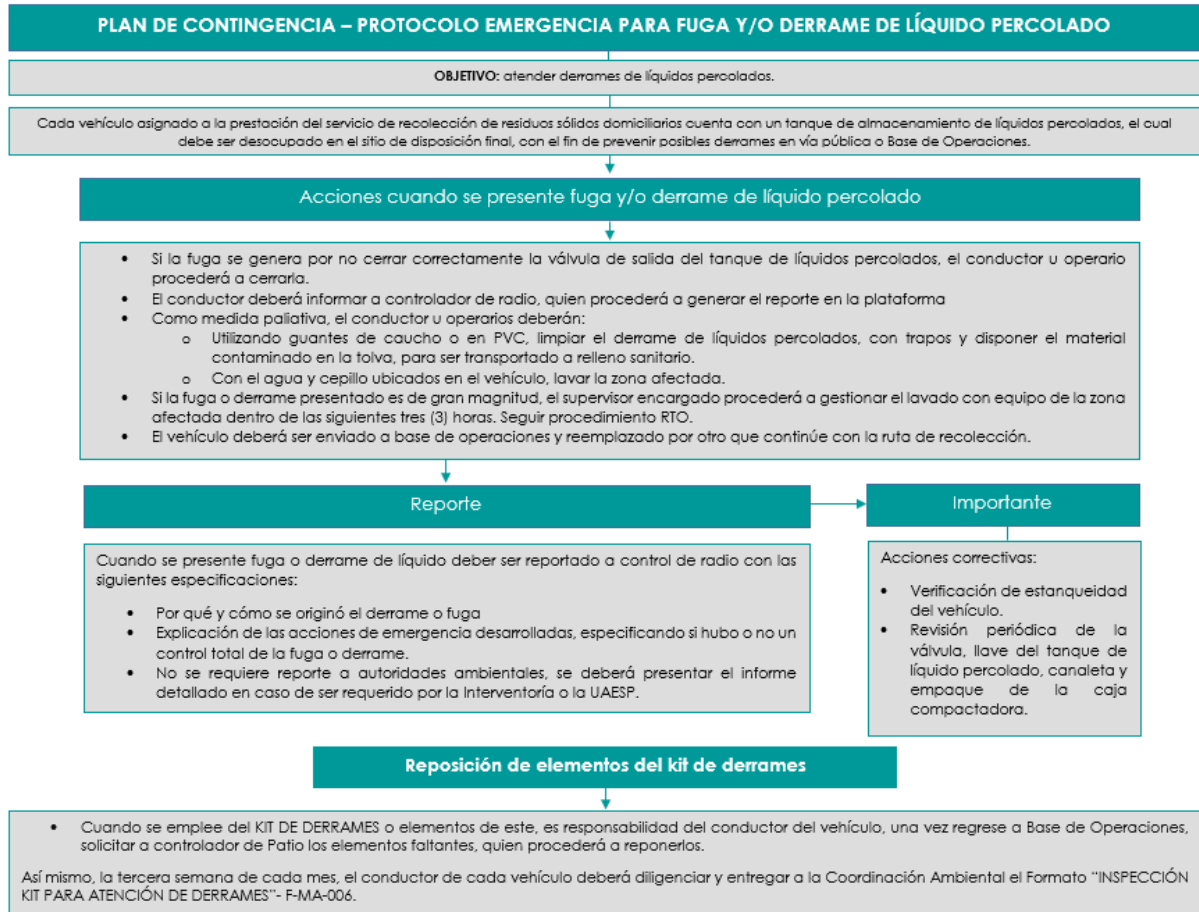 PLAN DE CONTINGENCIA – PROTOCOLO EMERGENCIA PARA FUGA Y/O DERRAME DE LÍQUIDO PERCOLADO
OBJETIVO: atender derrames de líquidos percolados.
Cada vehículo asignado a la prestación del servicio de recolección de residuos sólidos domiciliarios cuenta con un tanque de almacenamiento de líquidos percolados, el cual
debe ser desocupado en el sitio de disposición final, con el fin de prevenir posibles derrames en vía pública o Base de Operaciones.
Acciones cuando se presente fuga y/o derrame de líquido percolado
• Si la fuga se genera por no cerrar correctamente la válvula de salida del tanque de líquidos percolados, el conductor u operario
procederá a cerrarla.
• El conductor deberá informar a controlador de radio, quien procederá a generar el reporte en la plataforma
• Como medida paliativa, el conductor u operarios deberán:
o Utilizando guantes de caucho o en PVC, limpiar el derrame de líquidos percolados, con trapos y disponer el material
contaminado en la tolva, para ser transportado a relleno sanitario.
o Con el agua y cepillo ubicados en el vehículo, lavar la zona afectada.
• Si la fuga o derrame presentado es de gran magnitud, el supervisor encargado procederá a gestionar el lavado con equipo de la zona
afectada dentro de las siguientes tres (3) horas. Seguir procedimiento RTO.
• El vehículo deberá ser enviado a base de operaciones y reemplazado por otro que continúe con la ruta de recolección.
Reporte
Cuando se presente fuga o derrame de líquido deber ser reportado a control de radio con las
siguientes especificaciones:
• Por qué y cómo se originó el derrame o fuga
• Explicación de las acciones de emergencia desarrolladas, especificando si hubo o no un
control total de la fuga o derrame.
• No se requiere reporte a autoridades ambientales, se deberá presentar el informe
detallado en caso de ser requerido por la Interventoría o la UAESP.
Importante
Acciones correctivas:
• Verificación de estanqueidad
del vehículo.
• Revisión periódica de la
válvula, llave del tanque de
líquido percolado, canaleta y
empaque de la caja
compactadora.
Reposición de elementos del kit de derrames
• Cuando se emplee del KIT DE DERRAMES o elementos de este, es responsabilidad del conductor del vehículo, una vez regrese a Base de Operaciones,
solicitar a controlador de Patio los elementos faltantes, quien procederá a reponerlos.
Así mismo, la tercera semana de cada mes, el conductor de cada vehículo deberá diligenciar y entregar a la Coordinación Ambiental el Formato “INSPECCIÓN
KIT PARA ATENCIÓN DE DERRAMES”- F-MA-006.